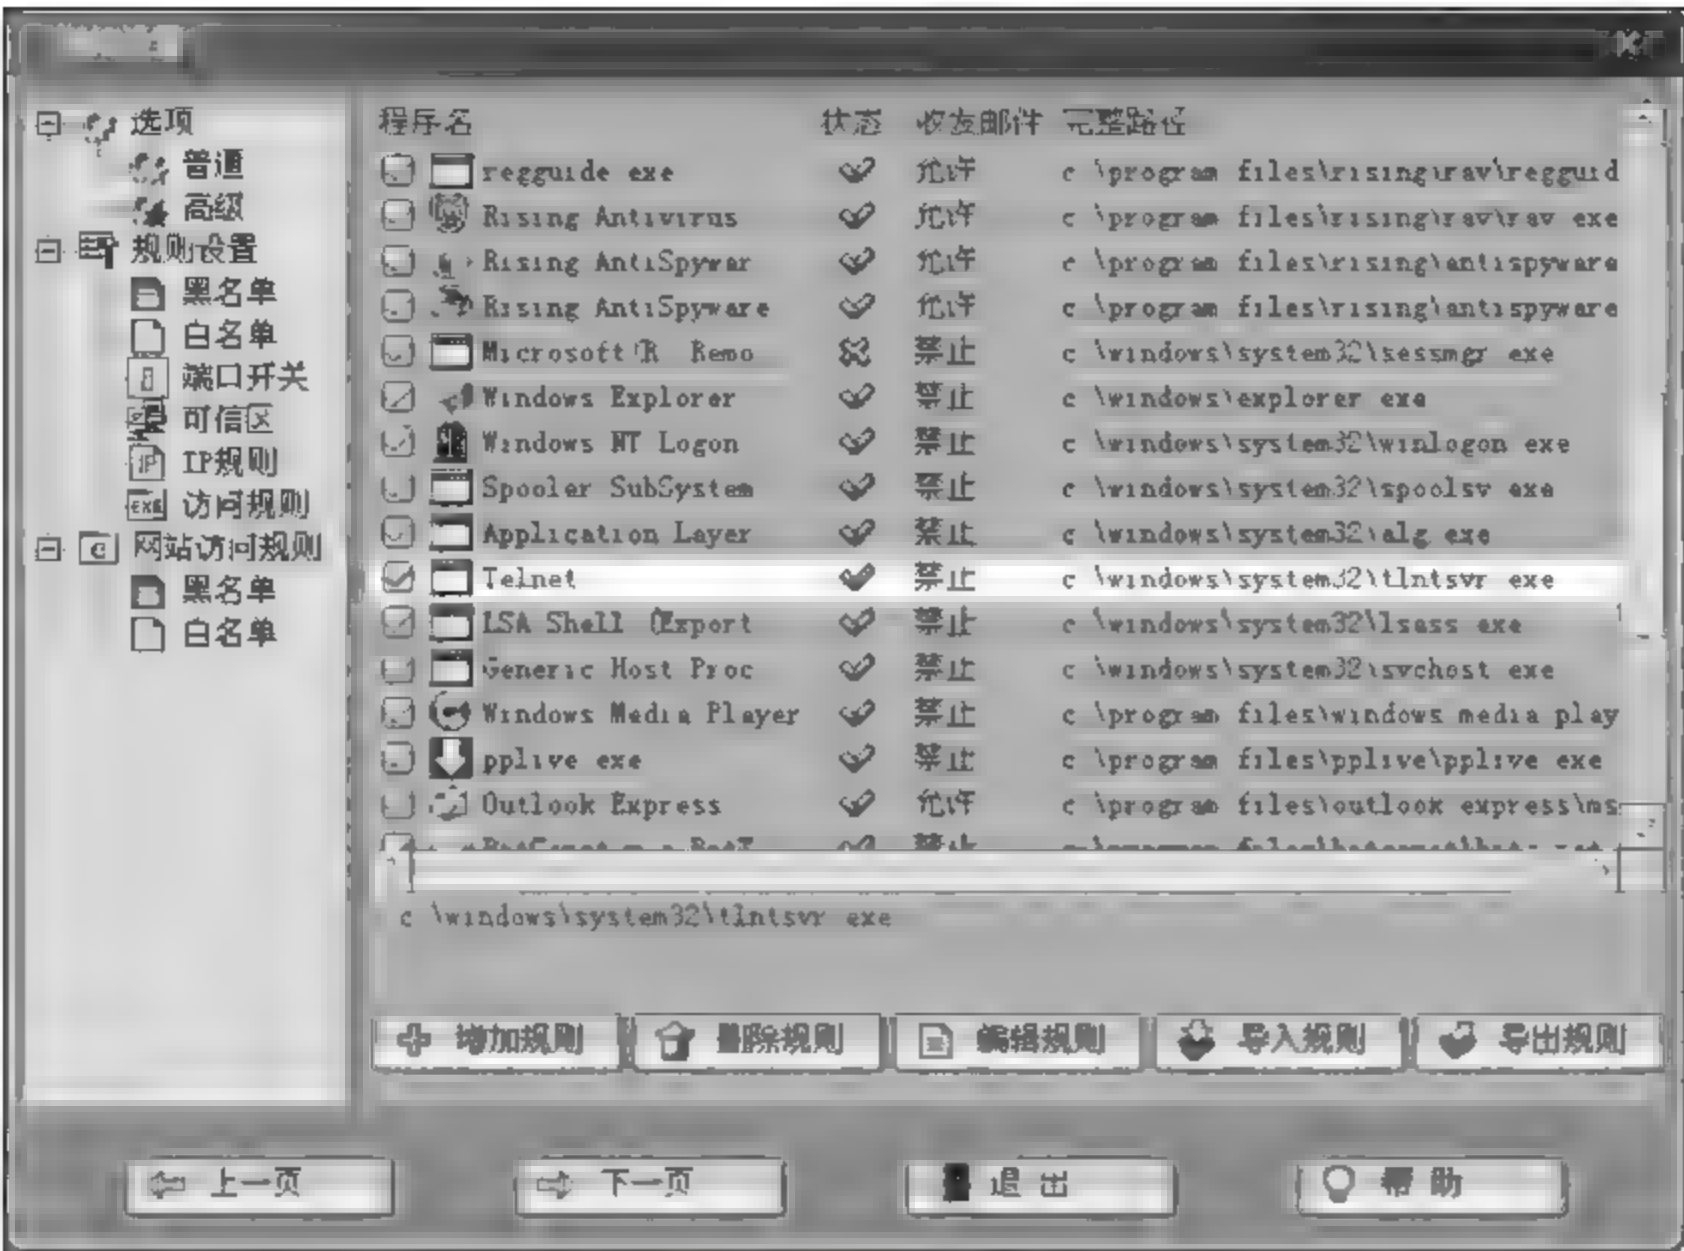 选项
普通
高级
规则设置
黑名单
白名单
端口开关
可信区
IP规则
访问规则
网站访问规则
黑名单
白名单
程序名 状态 收发邮件 完整路径
regguide exe 允许 c \program files\rising\rav\regguid
Rising Antivirus 允许 c \program files\rising\rav\rav exe
Rising AntiSpywar 允许 c \program files\rising\antispyware
Rising AntiSpyware 允许 c \program files\rising\antispyware
Microsoft R Remo 禁止 c \windows\system32\sessmgr exe
Windows Explorer 禁止 c \windows\explorer exe
Windows NT Logon 禁止 c \windows\system32\winlogon exe
Spooler SubSystem 禁止 c \windows\system32\spoolsv exe
Application Layer 禁止 c \windows\system32\alg exe
Telnet 禁止 c \windows\system32\tlntsvr exe
LSA Shell (Export 禁止 c \windows\system32\lsass exe
Generic Host Proc 禁止 c \windows\system32\svchost exe
Windows Media Player 禁止 c \program files\windows media play
pplive exe 禁止 c \program files\pplive\pplive exe
Outlook Express 允许 c \program files\outlook express\ms
c \windows\system32\tlntsvr exe
增加规则 删除规则 编辑规则 导入规则 导出规则
上一页 下一页 退出 帮助